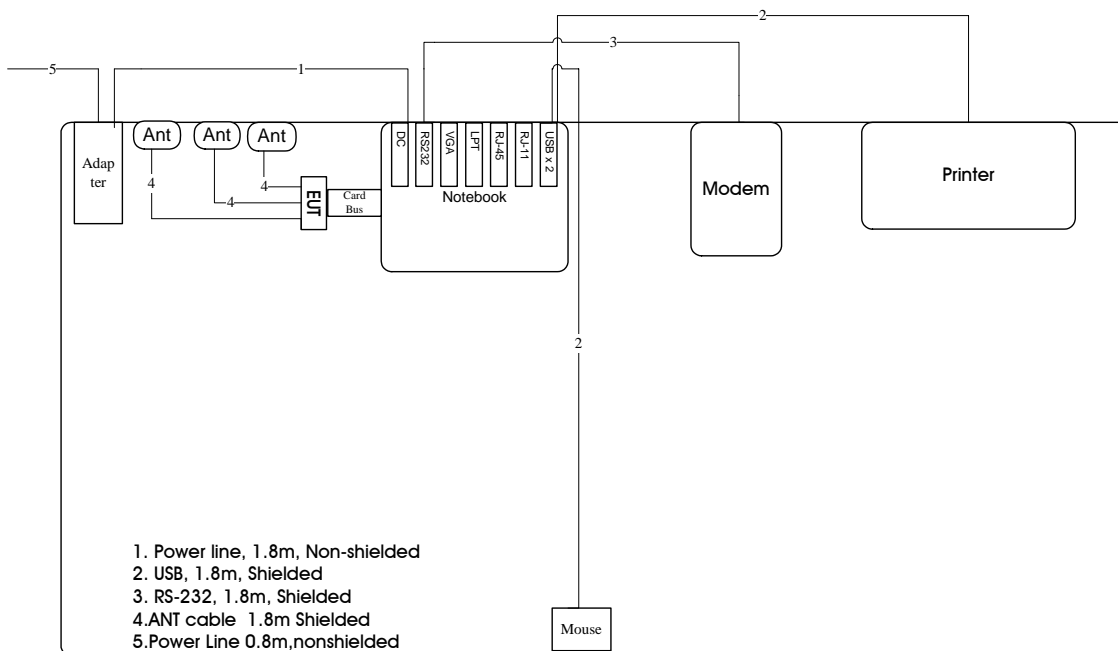 2
3
5
1
Ant
Ant
Ant
Adap
ter
4
4
4
EUT
Card
Bus
DC
RS232
VGA
LPT
RJ-45
RJ-11
USB x 2
Notebook
Modem
Printer
2
1. Power line, 1.8m, Non-shielded
2. USB, 1.8m, Shielded
3. RS-232, 1.8m, Shielded
4.ANT cable 1.8m Shielded
5.Power Line 0.8m,nonshielded
Mouse